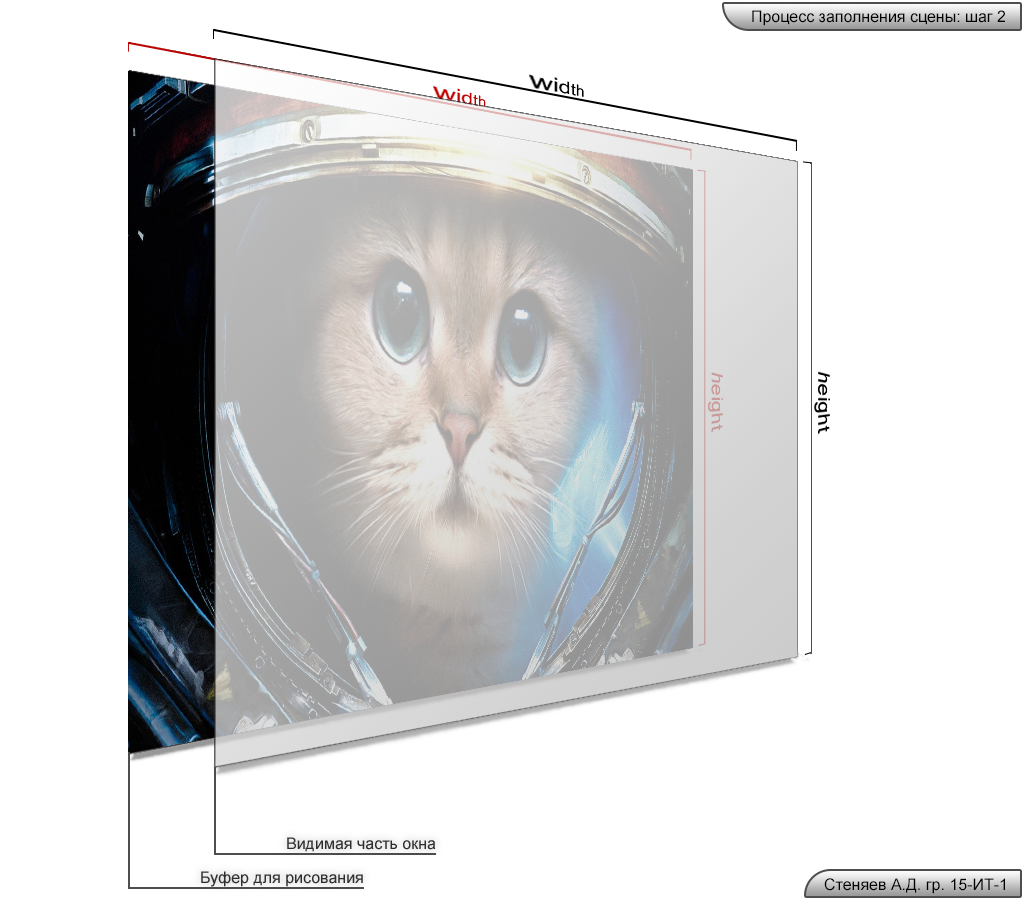 Процесс заполнения сцены: шаг 2
Width
Width
height
height
Видимая часть окна
Буфер для рисования
Стеняев А.Д. гр. 15-ИТ-1